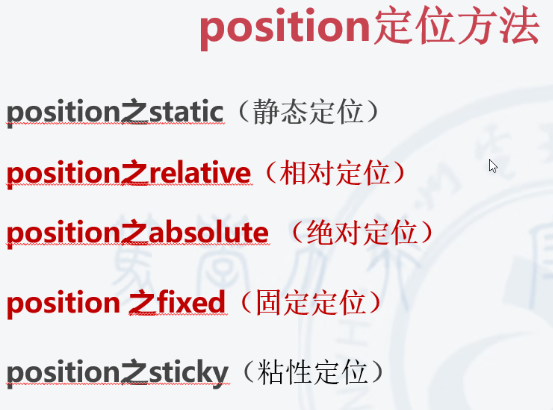 position定位方法
position之static（静态定位）
position之relative（相对定位）
position之absolute （绝对定位）
position 之fixed（固定定位）
position之sticky（粘性定位）